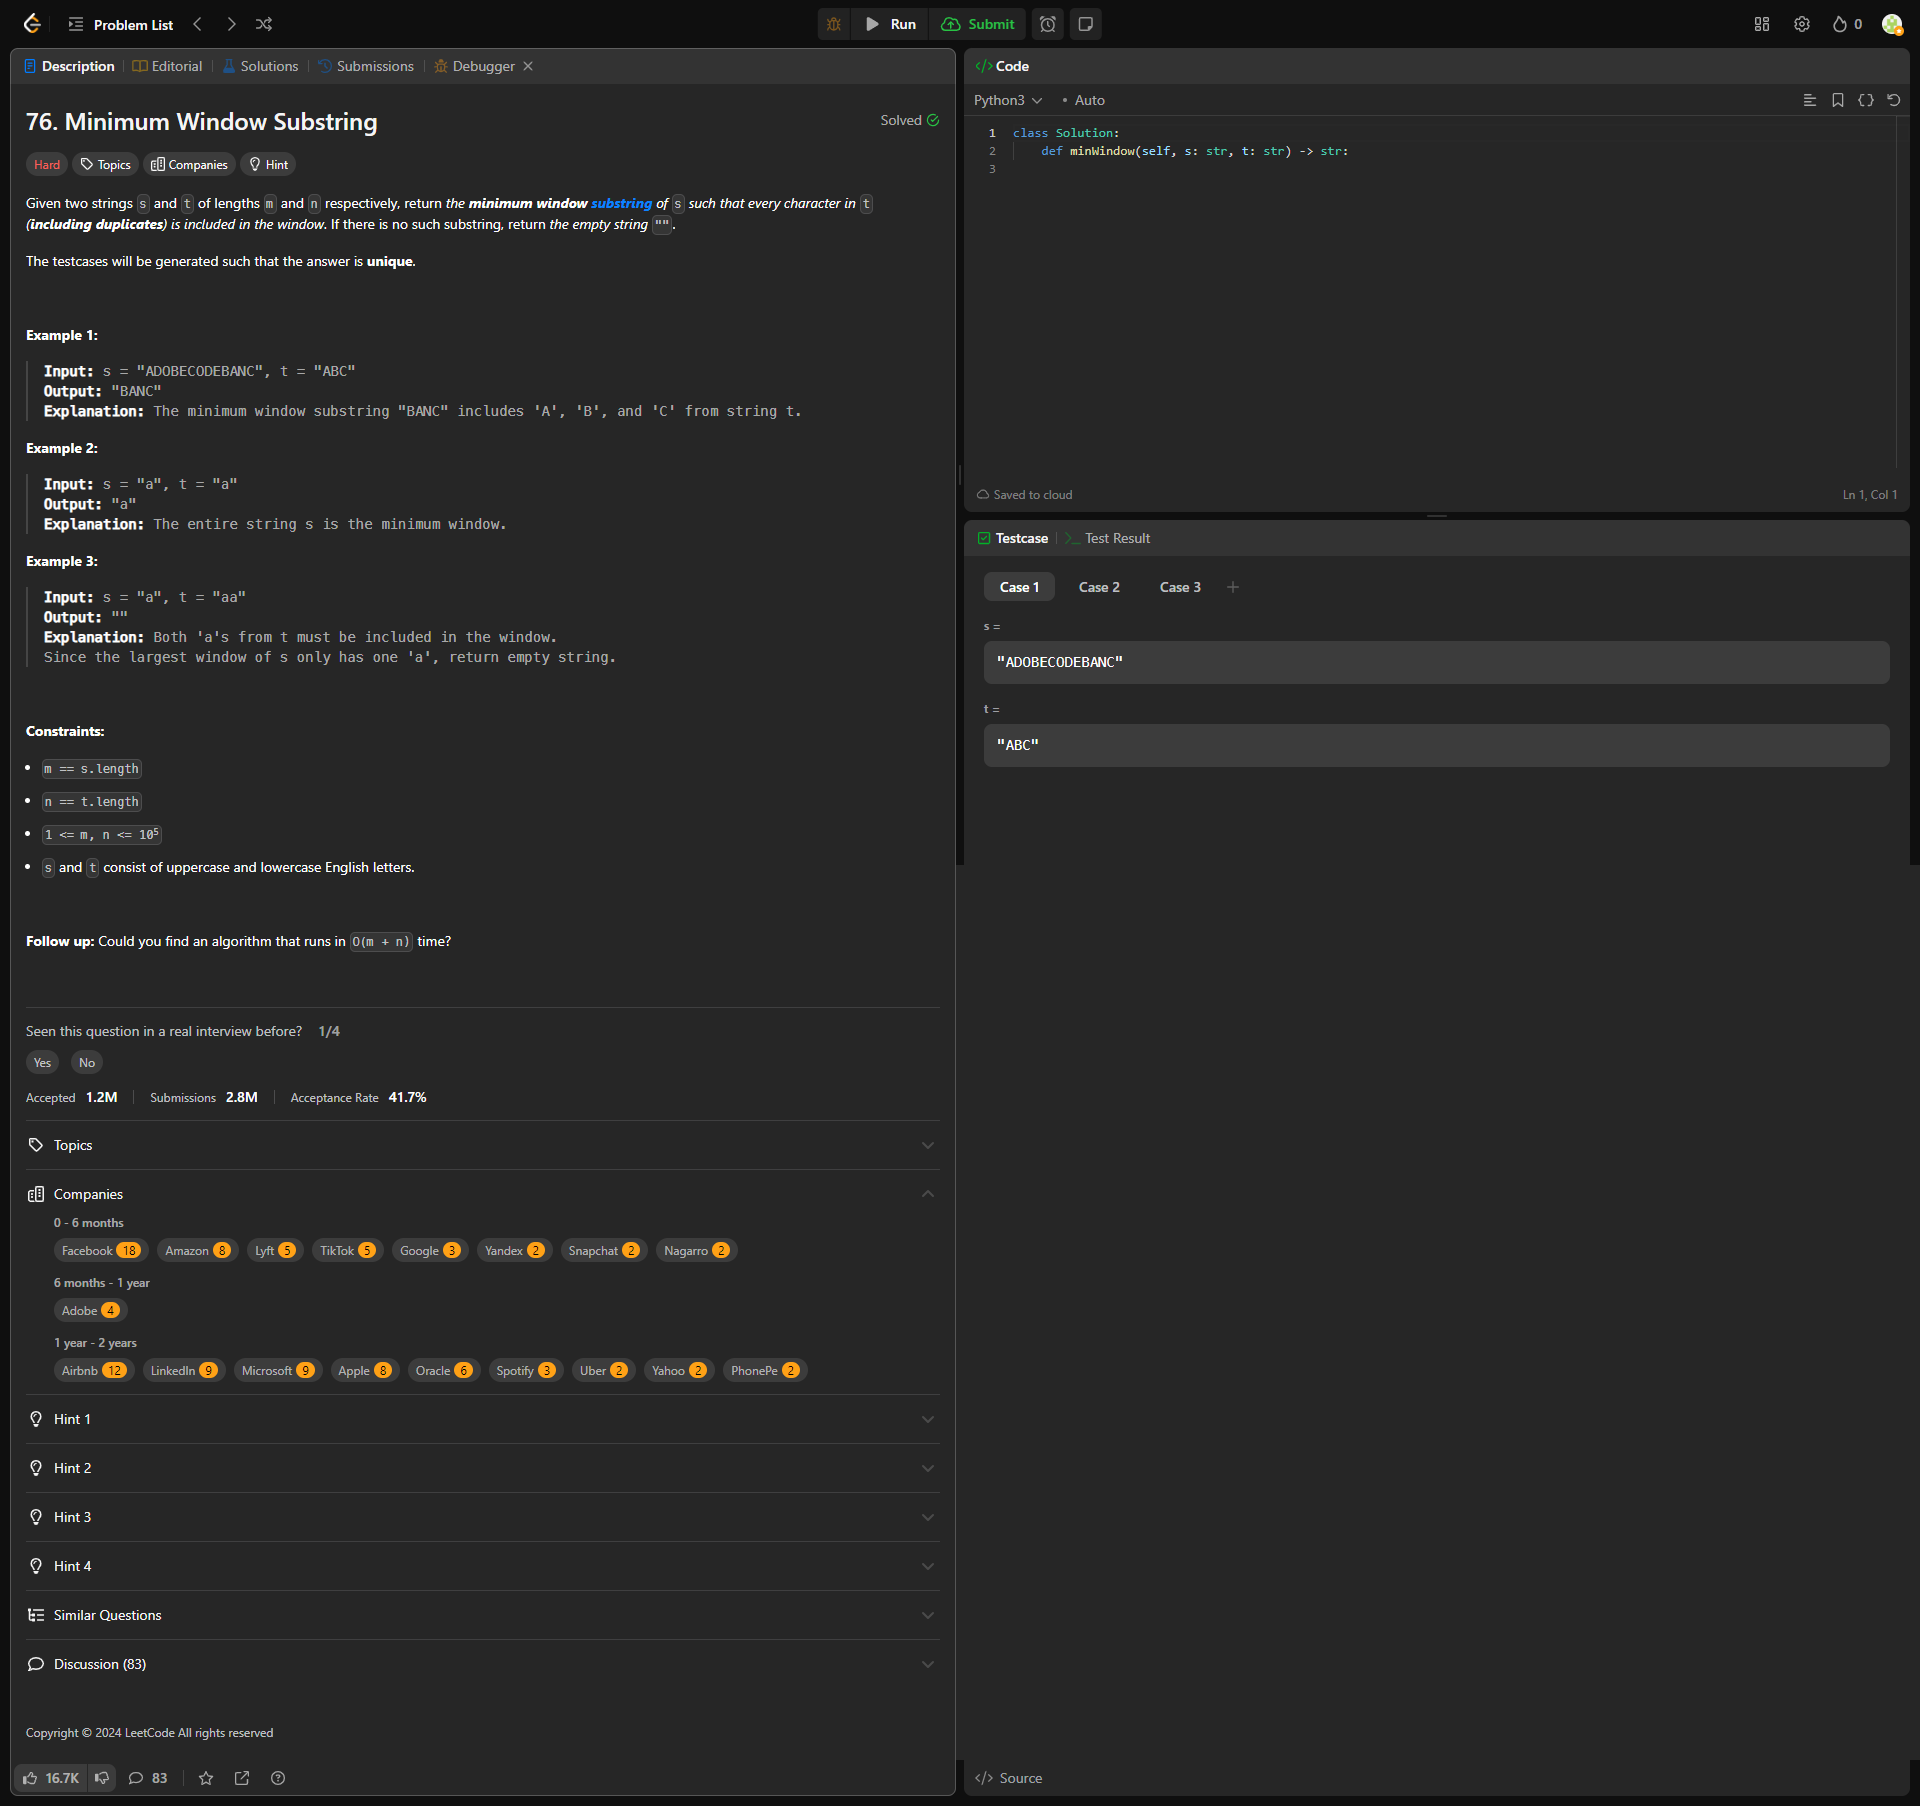 Problem List
Run
Submit
0
Description
Editorial
Solutions
Submissions
Debugger
76. Minimum Window Substring
Solved
Hard
Topics
Companies
Hint
Given two strings s and t of lengths m and n respectively, return the minimum window substring of s such that every character in t
(including duplicates) is included in the window. If there is no such substring, return the empty string "".
The testcases will be generated such that the answer is unique.
Example 1:
Input: s = "ADOBECODEBANC", t = "ABC"
Output: "BANC"
Explanation: The minimum window substring "BANC" includes 'A', 'B', and 'C' from string t.
Example 2:
Input: s = "a", t = "a"
Output: "a"
Explanation: The entire string s is the minimum window.
Example 3:
Input: s = "a", t = "aa"
Output: ""
Explanation: Both 'a's from t must be included in the window.
Since the largest window of s only has one 'a', return empty string.
Constraints:
m == s.length
n == t.length
1 <= m, n <= 10⁵
s and t consist of uppercase and lowercase English letters.
Follow up: Could you find an algorithm that runs in O(m + n) time?
Seen this question in a real interview before? 1/4
Yes
No
Accepted 1.2M
Submissions 2.8M
Acceptance Rate 41.7%
Topics
Companies
0 - 6 months
Facebook 18 Amazon 8 Lyft 5 TikTok 5 Google 3 Yandex 2 Snapchat 2 Nagarro 2
6 months - 1 year
Adobe 4
1 year - 2 years
Airbnb 12 LinkedIn 9 Microsoft 9 Apple 8 Oracle 6 Spotify 3 Uber 2 Yahoo 2 PhonePe 2
Hint 1
Hint 2
Hint 3
Hint 4
Similar Questions
Discussion (83)
Copyright © 2024 LeetCode All rights reserved
16.7K
83
</> Code
Python3
• Auto
1 class Solution:
2 def minWindow(self, s: str, t: str) -> str:
3
Saved to cloud
Ln 1, Col 1
Testcase
>_ Test Result
Case 1
Case 2
Case 3
+
s =
"ADOBECODEBANC"
t =
"ABC"
</> Source